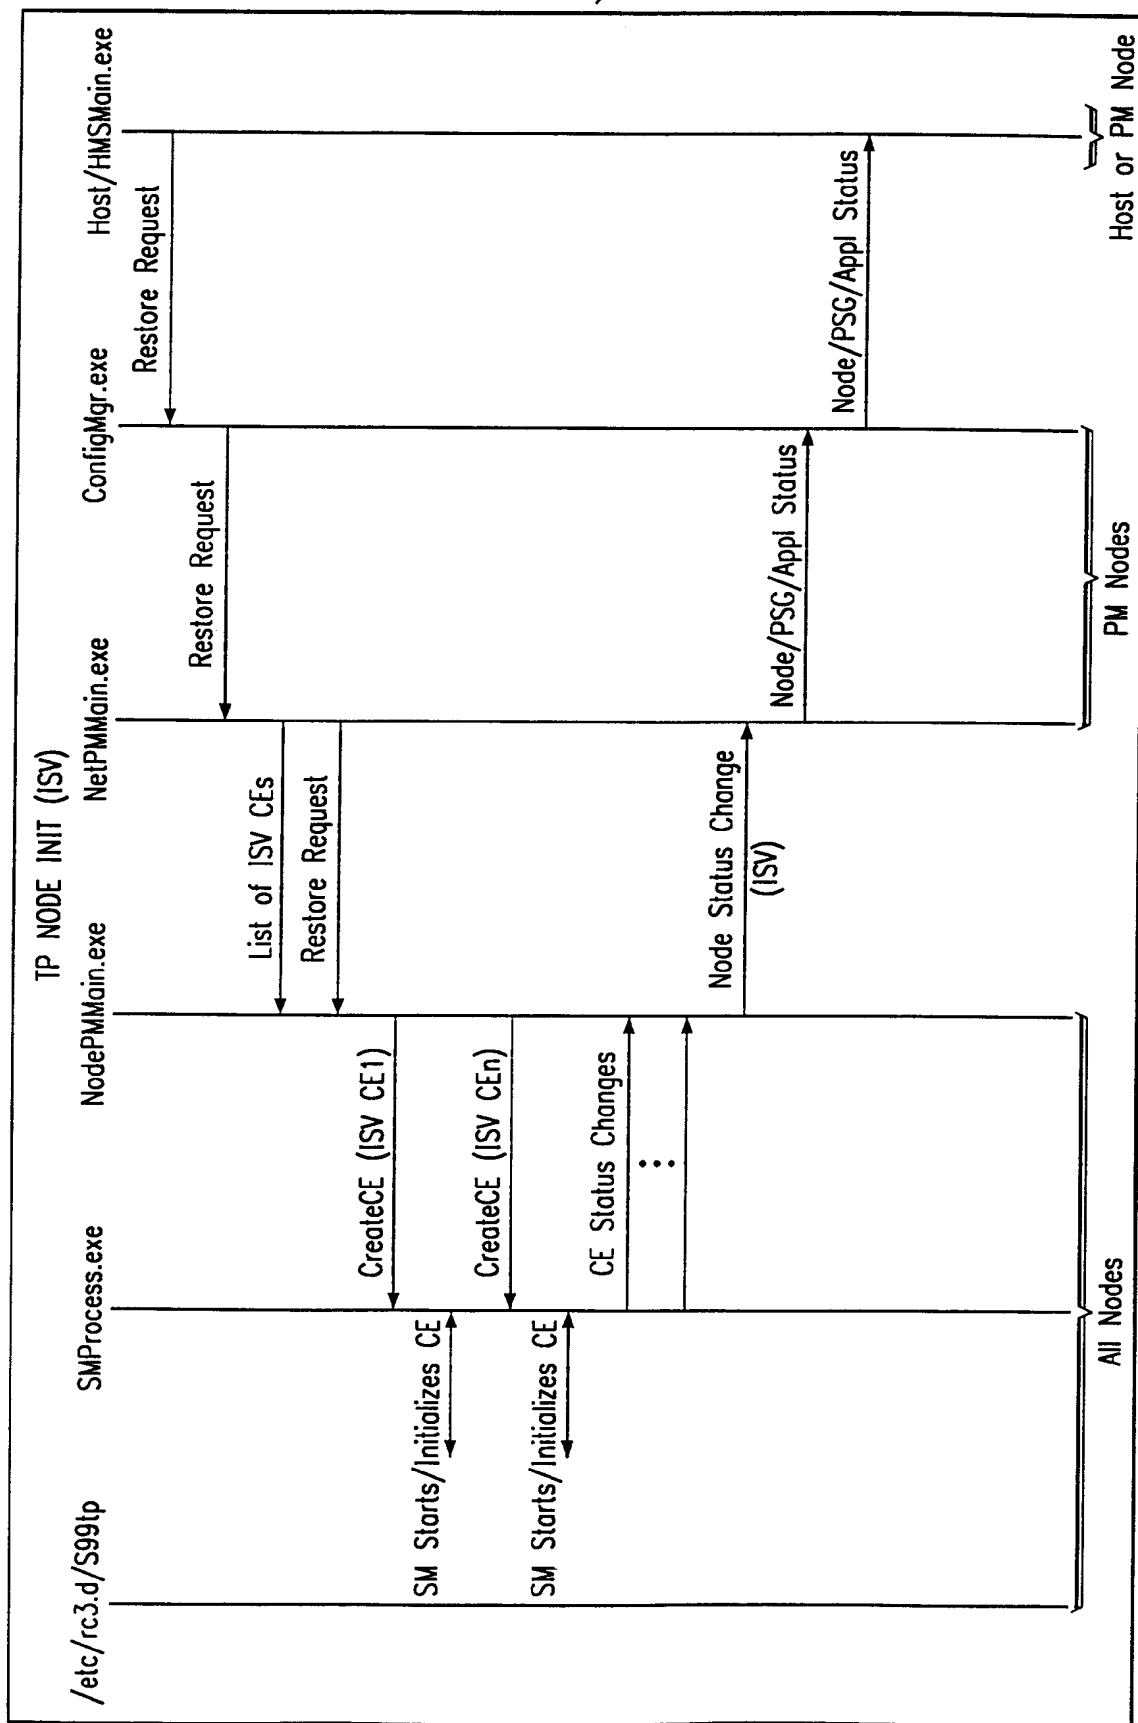 TP NODE INIT (ISV)
/etc/rc3.d/S99tp
SMProcess.exe
NodePMMain.exe
NetPMMain.exe
ConfigMgr.exe
Host/HMSMain.exe
Restore Request
Restore Request
List of ISV CEs
Restore Request
CreateCE (ISV CE1)
SM Starts/Initializes CE
CreateCE (ISV CEn)
SM Starts/Initializes CE
CE Status Changes
•••
Node Status Change
(ISV)
Node/PSG/Appl Status
Node/PSG/Appl Status
All Nodes
PM Nodes
Host or PM Node